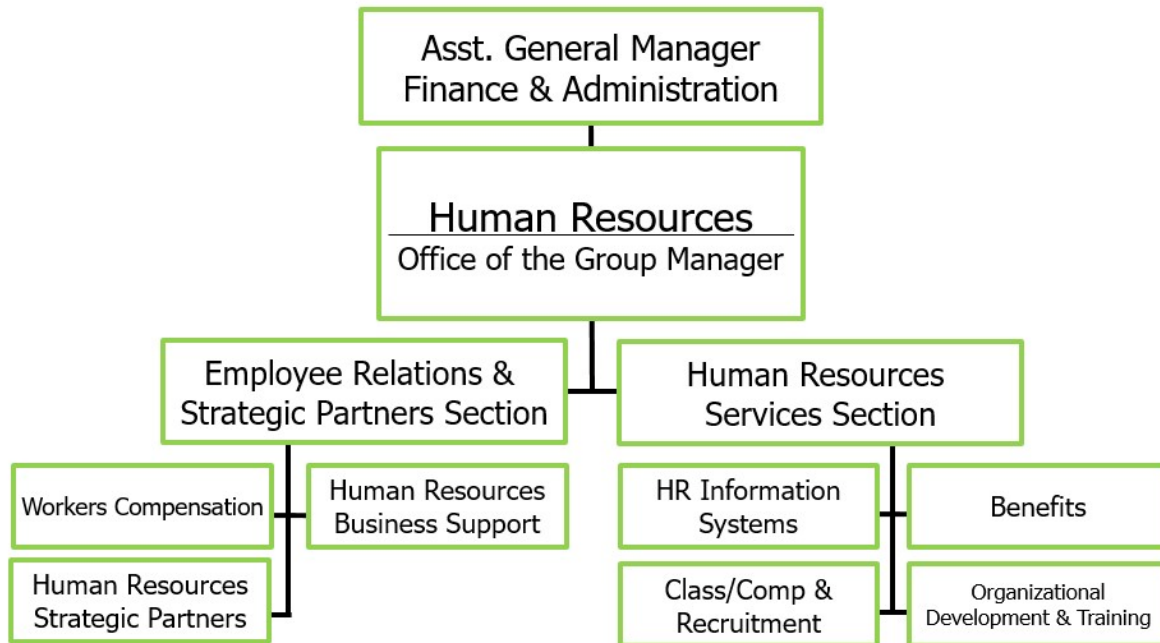 Asst. General Manager
Finance & Administration
Human Resources
Office of the Group Manager
Employee Relations &
Strategic Partners Section
Human Resources
Services Section
Workers Compensation
Human Resources
Business Support
HR Information
Systems
Benefits
Human Resources
Strategic Partners
Class/Comp &
Recruitment
Organizational
Development & Training